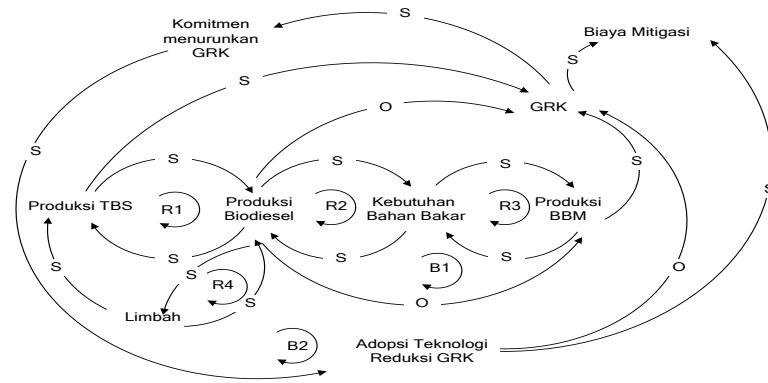 S
Komitmen
menurunkan
GRK
Biaya Mitigasi
S
S
GRK
O
S
S
S
S
S
S
Produksi TBS
R1
Produksi
Biodiesel
R2
Kebutuhan
Bahan Bakar
R3
Produksi
BBM
S
S
S
S
S
B1
O
S
R4
S
O
Limbah
B2
Adopsi Teknologi
Reduksi GRK